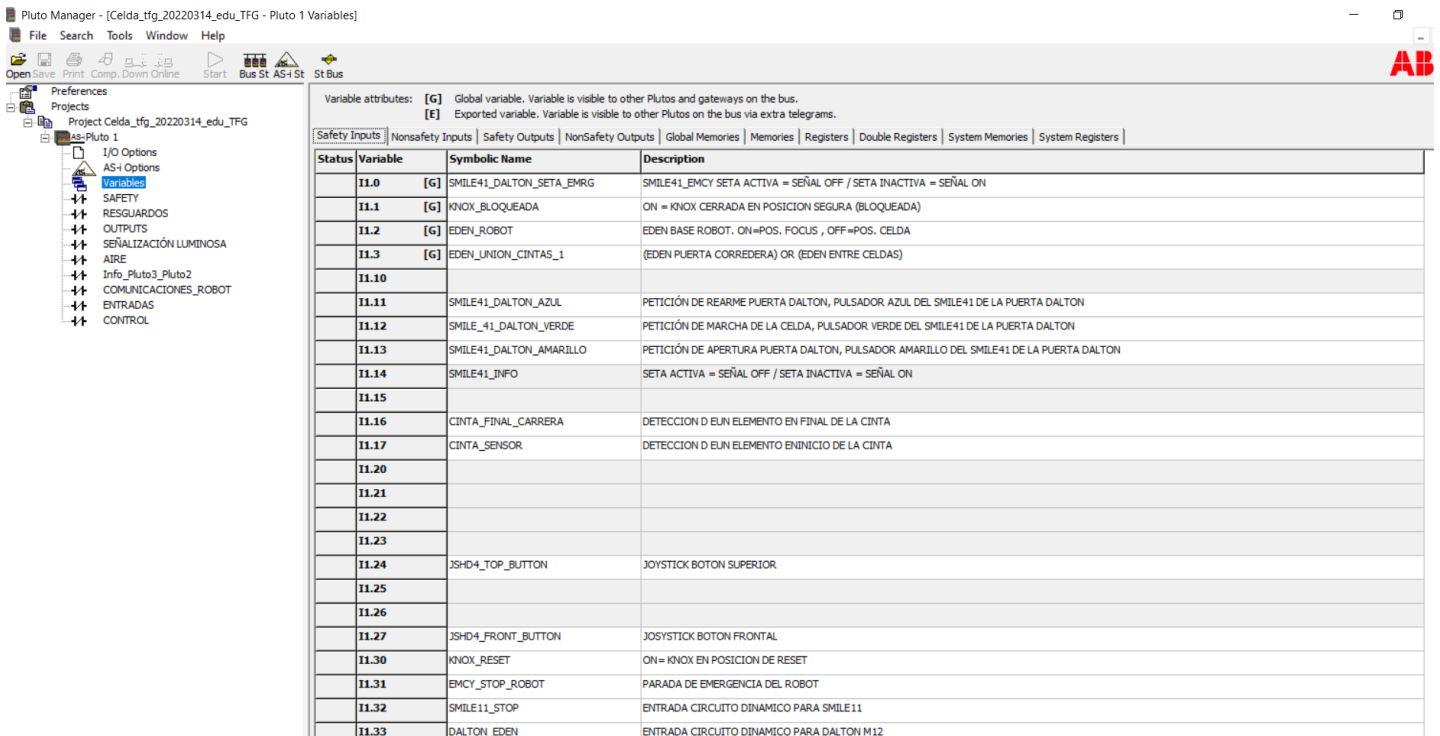 Pluto Manager - [Celda_tfg_20220314_edu_TFG - Pluto 1 Variables]
File Search Tools Window Help
Open Save Print Comp. Down Online Start Bus St AS-i St St Bus
ABB
Preferences
Projects
Project Celda_tfg_20220314_edu_TFG
AS-i Pluto 1
I/O Options
AS-i Options
Variables
SAFETY
RESGUARDOS
OUTPUTS
SEÑALIZACIÓN LUMINOSA
AIRE
Info_Pluto3_Pluto2
COMUNICACIONES_ROBOT
ENTRADAS
CONTROL
Variable attributes: [G] Global variable. Variable is visible to other Plutos and gateways on the bus.
[E] Exported variable. Variable is visible to other Plutos on the bus via extra telegrams.
Safety Inputs Nonsafety Inputs Safety Outputs NonSafety Outputs Global Memories Memories Registers Double Registers System Memories System Registers
Status Variable Symbolic Name Description
I1.0 [G] SMILE41_DALTON_SETA_EMRG SMILE41_EMCY SETA ACTIVA = SEÑAL OFF / SETA INACTIVA = SEÑAL ON
I1.1 [G] KNOX_BLOQUEADA ON = KNOX CERRADA EN POSICION SEGURA (BLOQUEADA)
I1.2 [G] EDEN_ROBOT EDEN BASE ROBOT. ON=POS. FOCUS , OFF=POS. CELDA
I1.3 [G] EDEN_UNION_CINTAS_1 (EDEN PUERTA CORREDERA) OR (EDEN ENTRE CELDAS)
I1.10
I1.11 SMILE41_DALTON_AZUL PETICIÓN DE REARME PUERTA DALTON, PULSADOR AZUL DEL SMILE41 DE LA PUERTA DALTON
I1.12 SMILE_41_DALTON_VERDE PETICIÓN DE MARCHA DE LA CELDA, PULSADOR VERDE DEL SMILE41 DE LA PUERTA DALTON
I1.13 SMILE41_DALTON_AMARILLO PETICIÓN DE APERTURA PUERTA DALTON, PULSADOR AMARILLO DEL SMILE41 DE LA PUERTA DALTON
I1.14 SMILE41_INFO SETA ACTIVA = SEÑAL OFF / SETA INACTIVA = SEÑAL ON
I1.15
I1.16 CINTA_FINAL_CARRERA DETECCION D EUN ELEMENTO EN FINAL DE LA CINTA
I1.17 CINTA_SENSOR DETECCION D EUN ELEMENTO ENINICIO DE LA CINTA
I1.20
I1.21
I1.22
I1.23
I1.24 JSHD4_TOP_BUTTON JOYSTICK BOTON SUPERIOR
I1.25
I1.26
I1.27 JSHD4_FRONT_BUTTON JOSYSTICK BOTON FRONTAL
I1.30 KNOX_RESET ON= KNOX EN POSICION DE RESET
I1.31 EMCY_STOP_ROBOT PARADA DE EMERGENCIA DEL ROBOT
I1.32 SMILE11_STOP ENTRADA CIRCUITO DINAMICO PARA SMILE11
I1.33 DALTON_EDEN ENTRADA CIRCUITO DINAMICO PARA DALTON M12